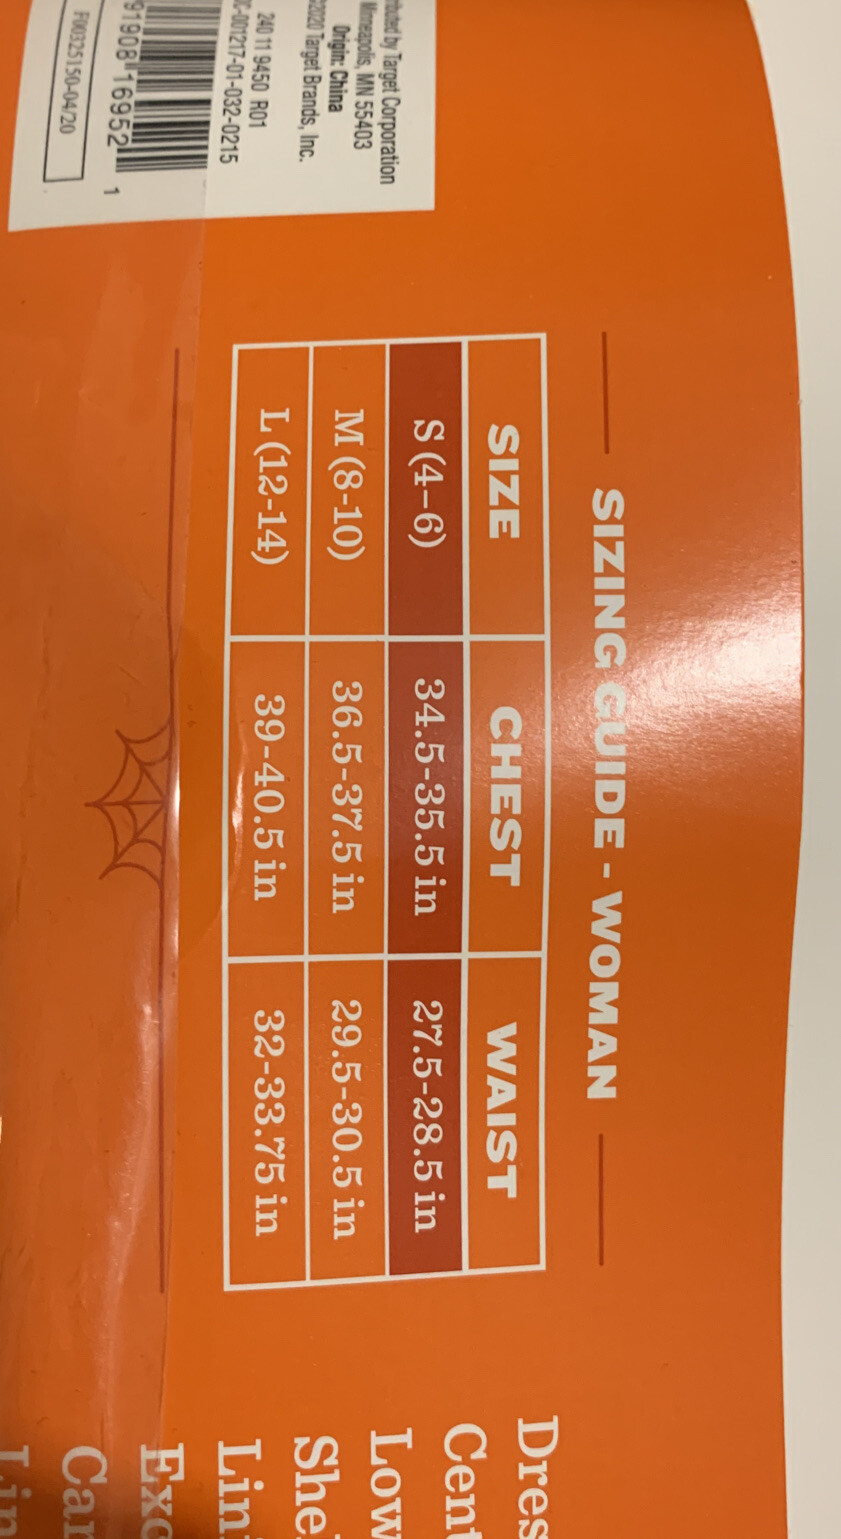 SIZING GUIDE - WOMAN
SIZE CHEST WAIST
S (4-6) 34.5-35.5 in 27.5-28.5 in
M (8-10) 36.5-37.5 in 29.5-30.5 in
L (12-14) 39-40.5 in 32-33.75 in
by Target Corporation
Minneapolis, MN 55403
Origin: China
2020 Target Brands, Inc.
240 11 9450 R01
-001217-01-032-0215
91908 16952 1
F00325150-04/20